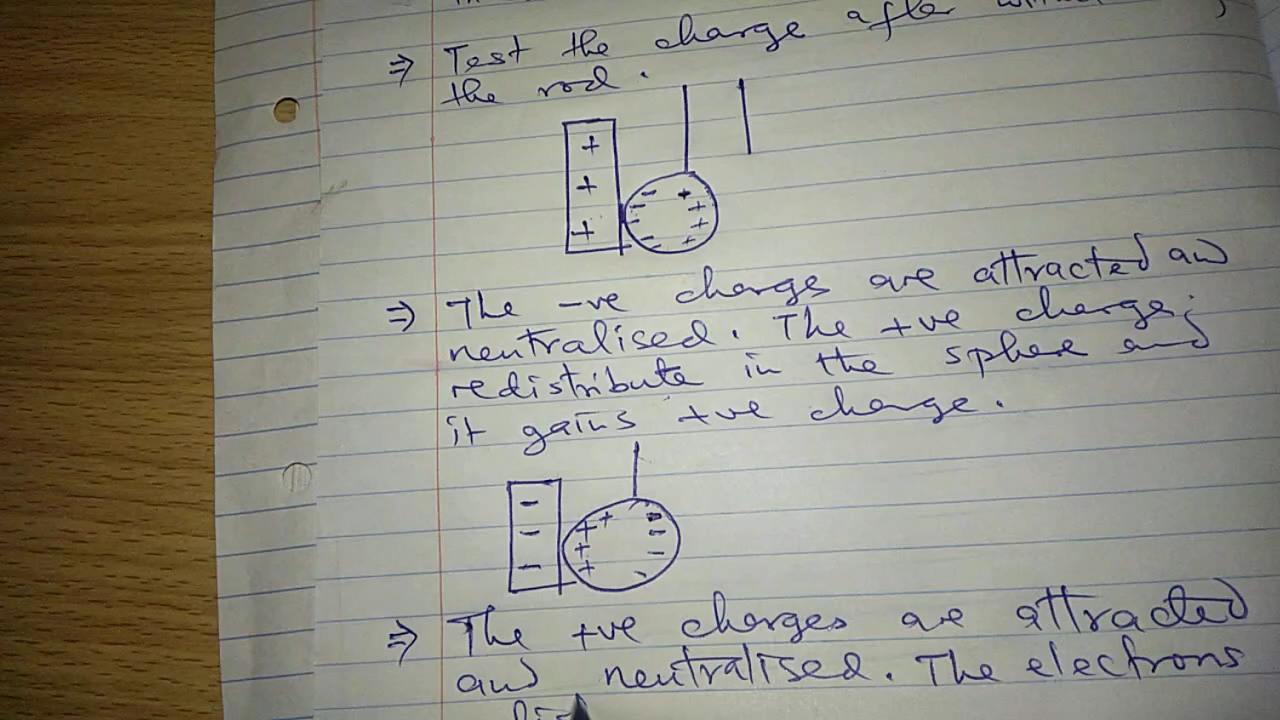 ⇒ Test the charge after
the rod.
+
+
+
- +
- +
- +
- +
⇒ The -ve charges are attracted and
neutralised. The +ve charges
redistribute in the sphere and
it gains +ve charge.
-
-
-
+ -
+ -
+ -
+
⇒ The +ve charges are attracted
and neutralised. The electrons